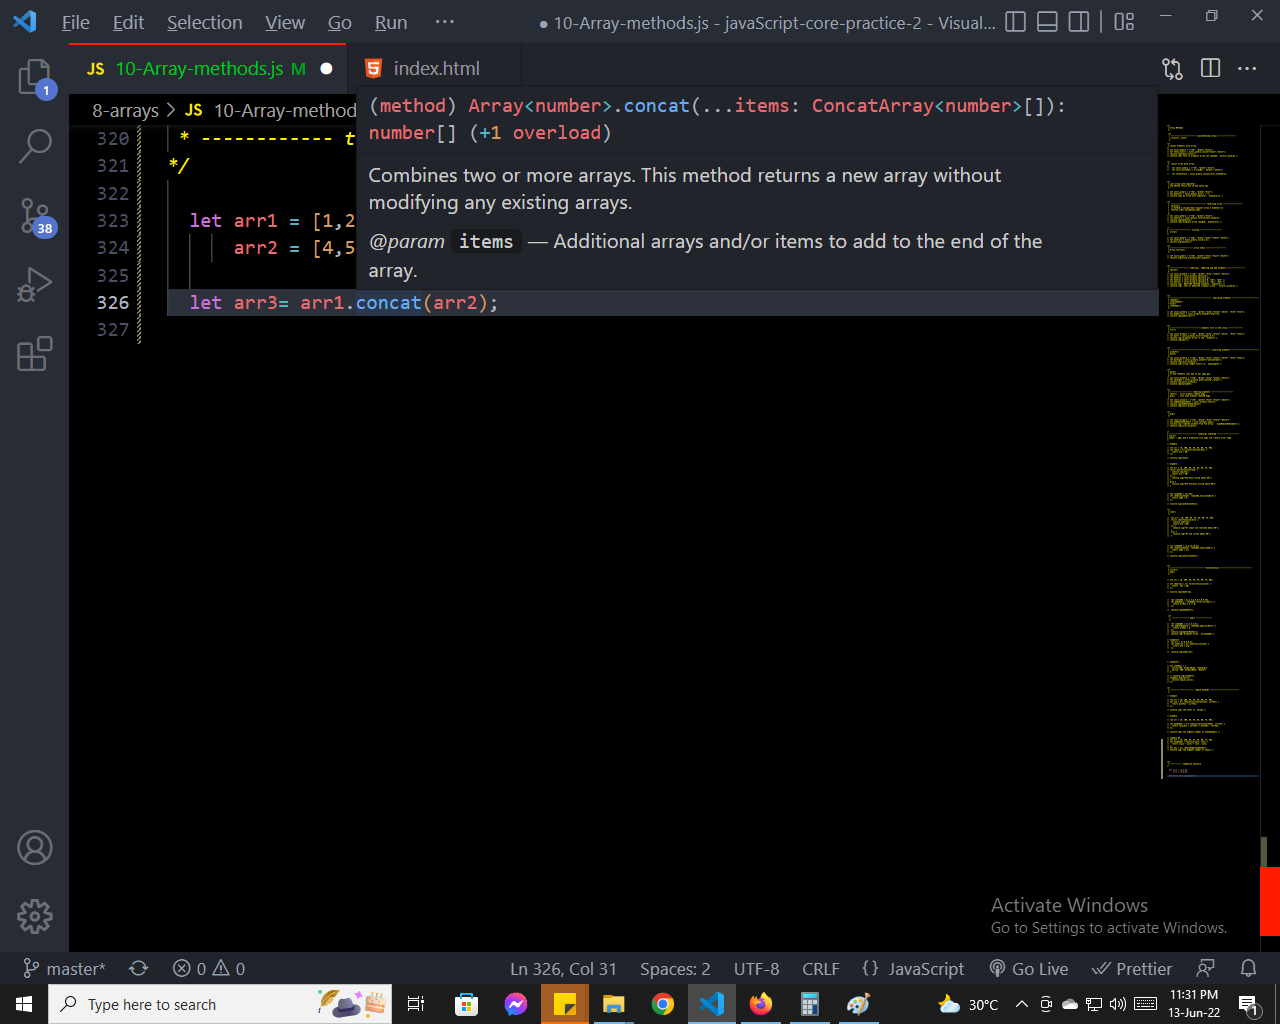 File Edit Selection View Go Run ···
● 10-Array-methods.js - javaScript-core-practice-2 - Visual...
JS 10-Array-methods.js M ●
index.html
8-arrays > JS 10-Array-method
(method) Array<number>.concat(...items: ConcatArray<number>[]):
number[] (+1 overload)
Combines two or more arrays. This method returns a new array without
modifying any existing arrays.
@param items — Additional arrays and/or items to add to the end of the
array.
320 * ------------ t
321 */
322
323 let arr1 = [1,2
324 arr2 = [4,5
325
326 let arr3= arr1.concat(arr2);
327
1
38
Activate Windows
Go to Settings to activate Windows.
master* 0 0 Ln 326, Col 31 Spaces: 2 UTF-8 CRLF {} JavaScript Go Live Prettier
Type here to search
30°C
11:31 PM
13-Jun-22
1